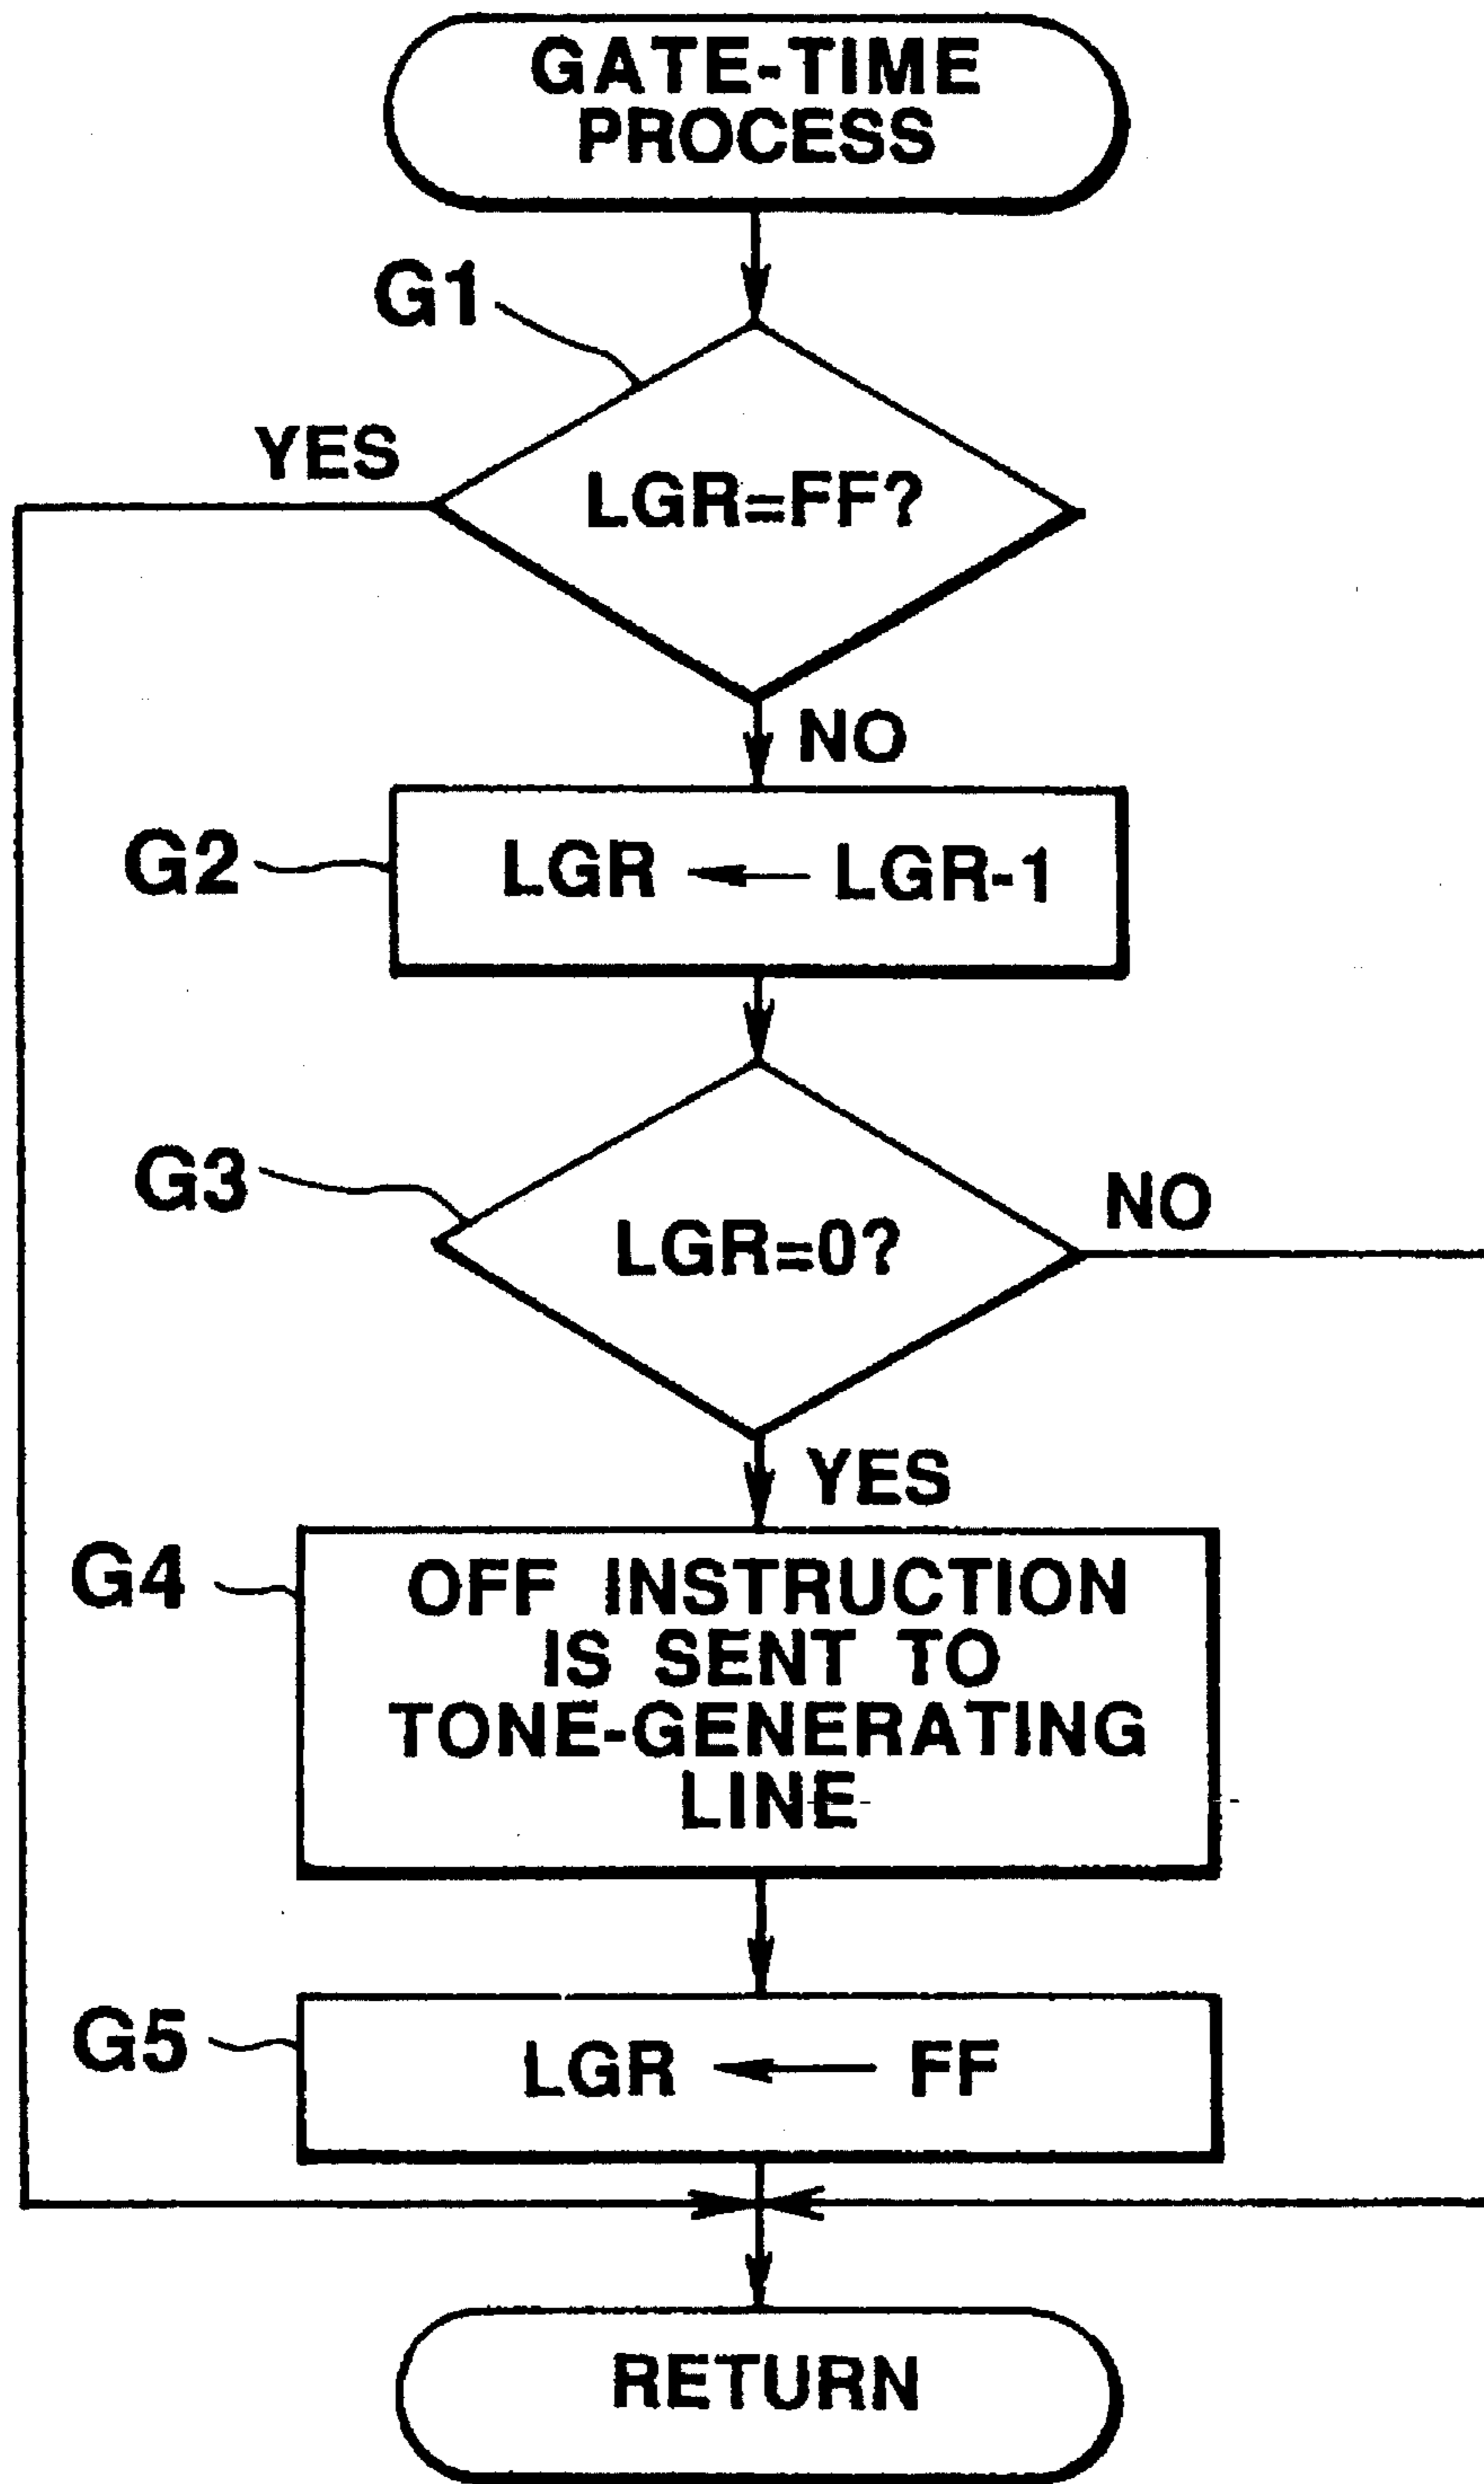 GATE-TIME
PROCESS
G1
YES
LGR=FF?
NO
G2
LGR ← LGR-1
G3
NO
LGR=0?
YES
G4
OFF INSTRUCTION
IS SENT TO
TONE-GENERATING
LINE
G5
LGR ← FF
RETURN